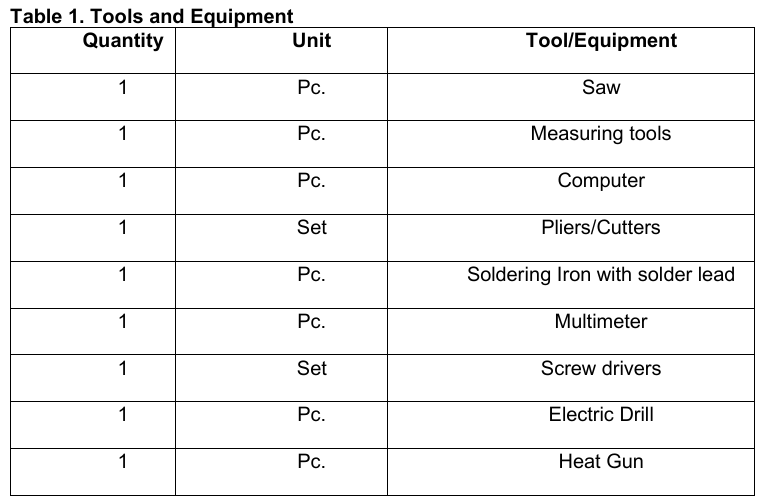 Table 1. Tools and Equipment
Quantity Unit Tool/Equipment
1 Pc. Saw
1 Pc. Measuring tools
1 Pc. Computer
1 Set Pliers/Cutters
1 Pc. Soldering Iron with solder lead
1 Pc. Multimeter
1 Set Screw drivers
1 Pc. Electric Drill
1 Pc. Heat Gun